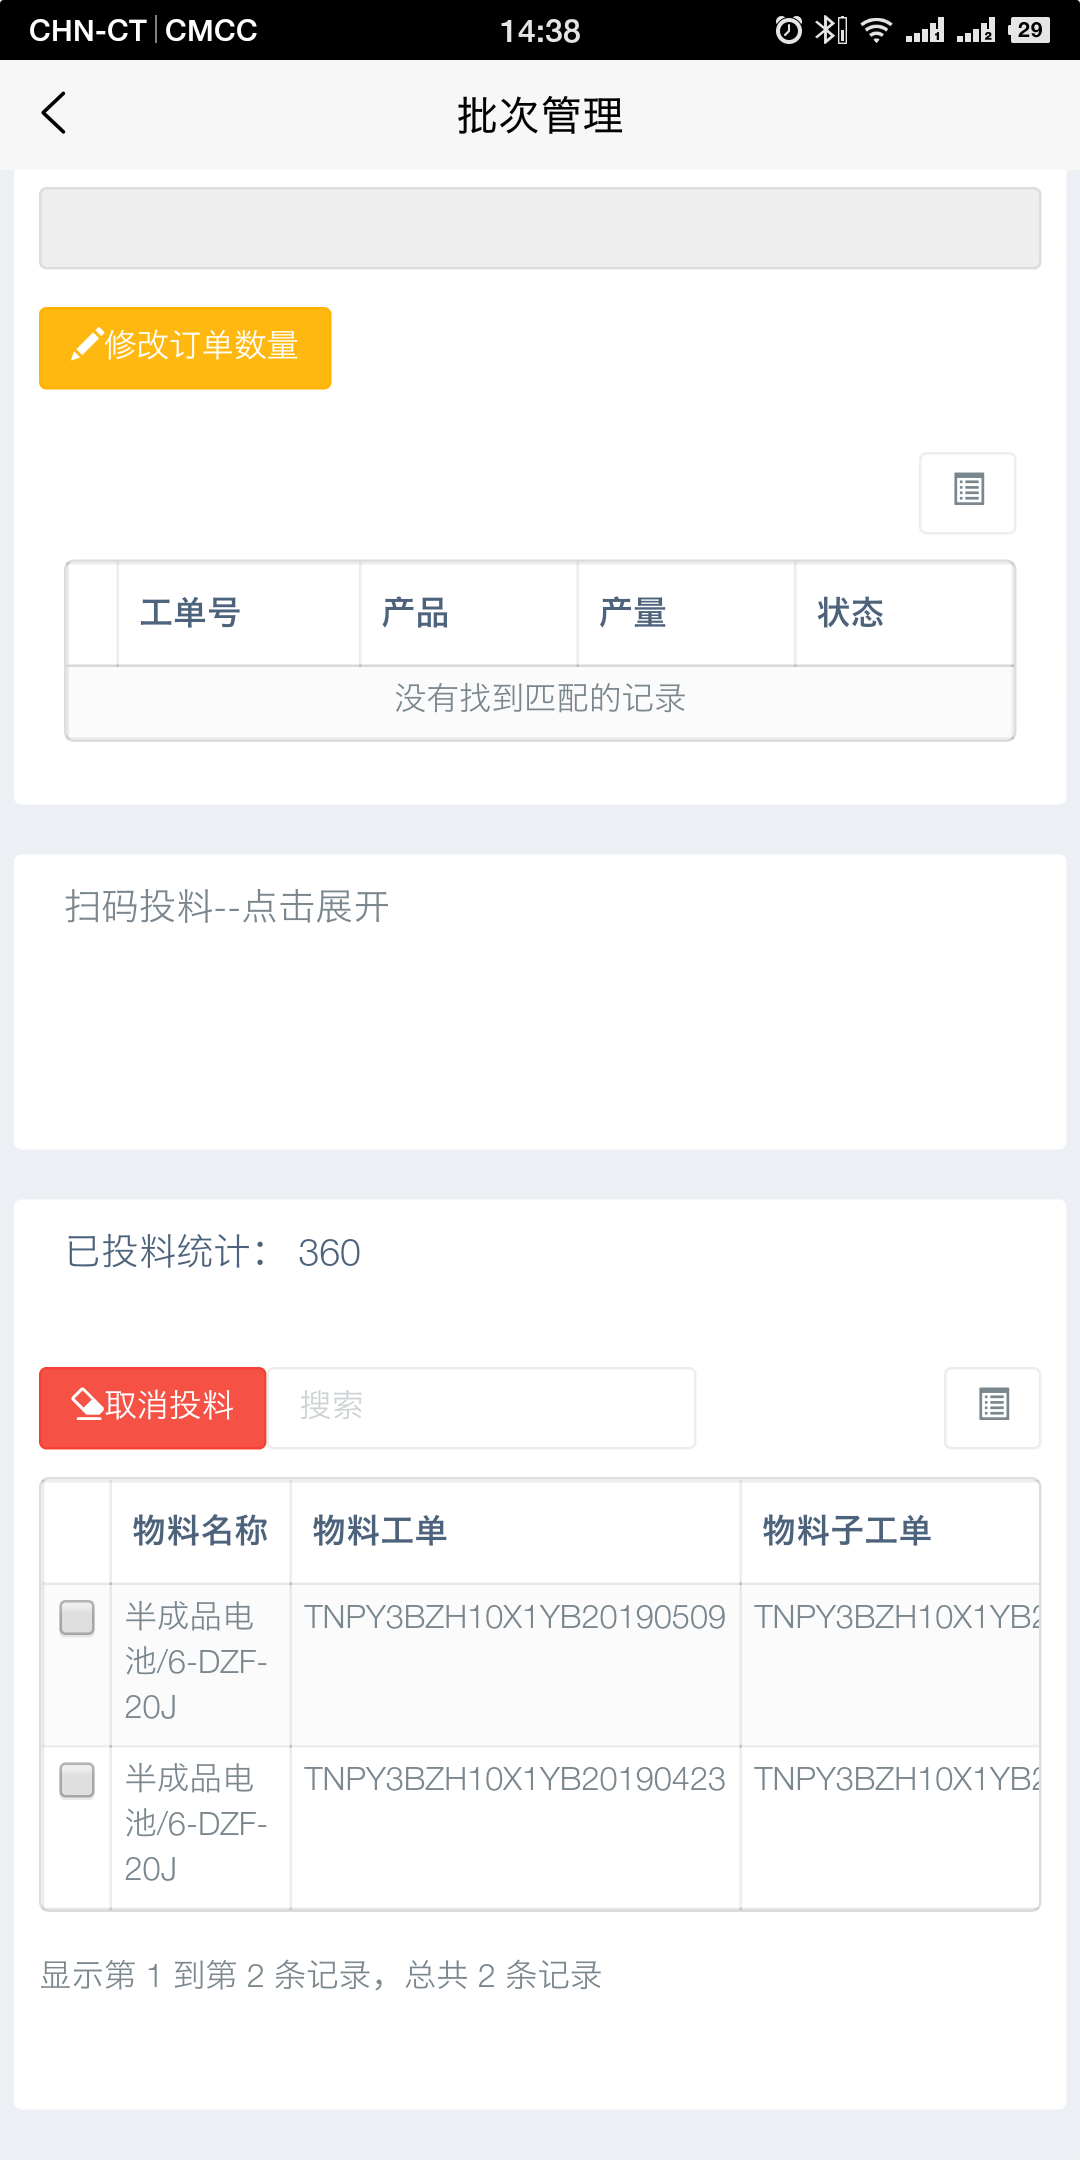 CHN-CT CMCC 14:38 1 2 29
批次管理
修改订单数量
工单号 产品 产量 状态
没有找到匹配的记录
扫码投料--点击展开
已投料统计： 360
取消投料 搜索
物料名称 物料工单 物料子工单
半成品电 TNPY3BZH10X1YB20190509 TNPY3BZH10X1YB2
池/6-DZF-
20J
半成品电 TNPY3BZH10X1YB20190423 TNPY3BZH10X1YB2
池/6-DZF-
20J
显示第 1 到第 2 条记录，总共 2 条记录